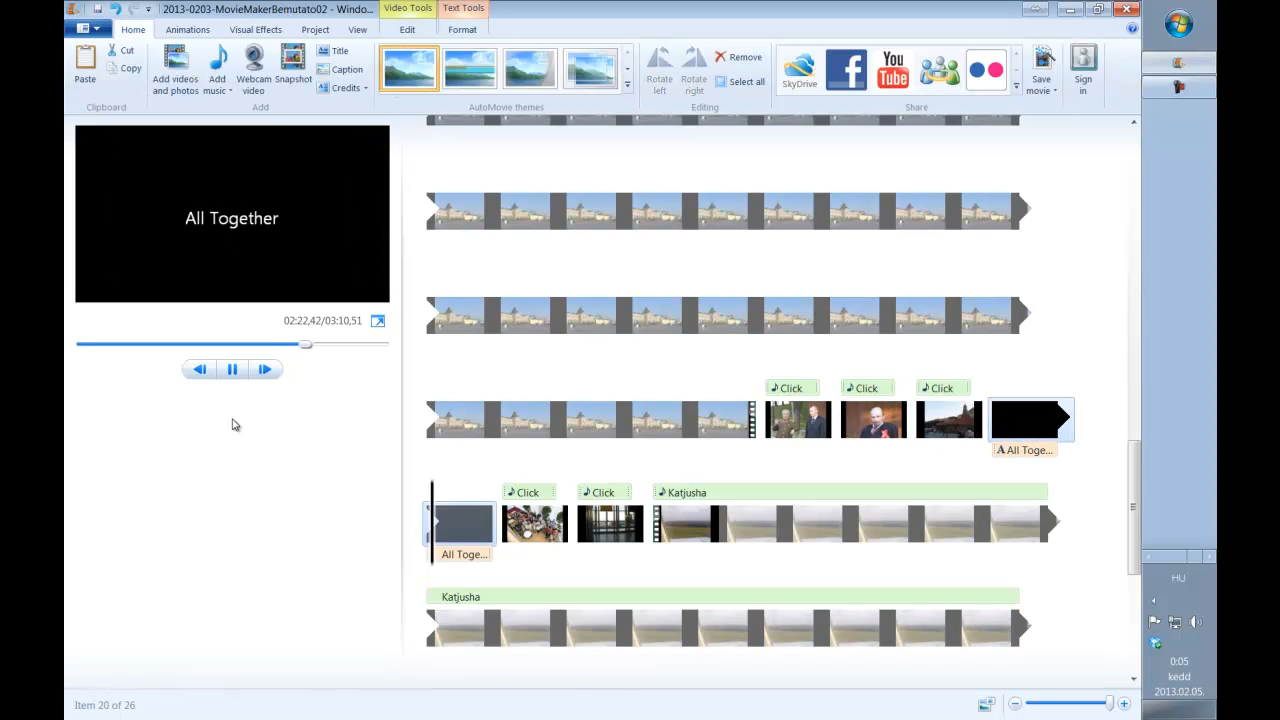 2013-0203-MovieMakerBemutato02 - Windo...
Video Tools
Text Tools
Home
Animations
Visual Effects
Project
View
Edit
Format
Paste
Cut
Copy
Clipboard
Add videos and photos
Add music
Webcam video
Snapshot
Title
Caption
Credits
Add
AutoMovie themes
Rotate left
Rotate right
Remove
Select all
Editing
SkyDrive
You Tube
Share
Save movie
Sign in
All Together
02:22,42/03:10,51
Click
Click
Click
A All Toge...
Click
Click
Katjusha
All Toge...
Katjusha
Item 20 of 26
HU
0:05
kedd
2013.02.05.